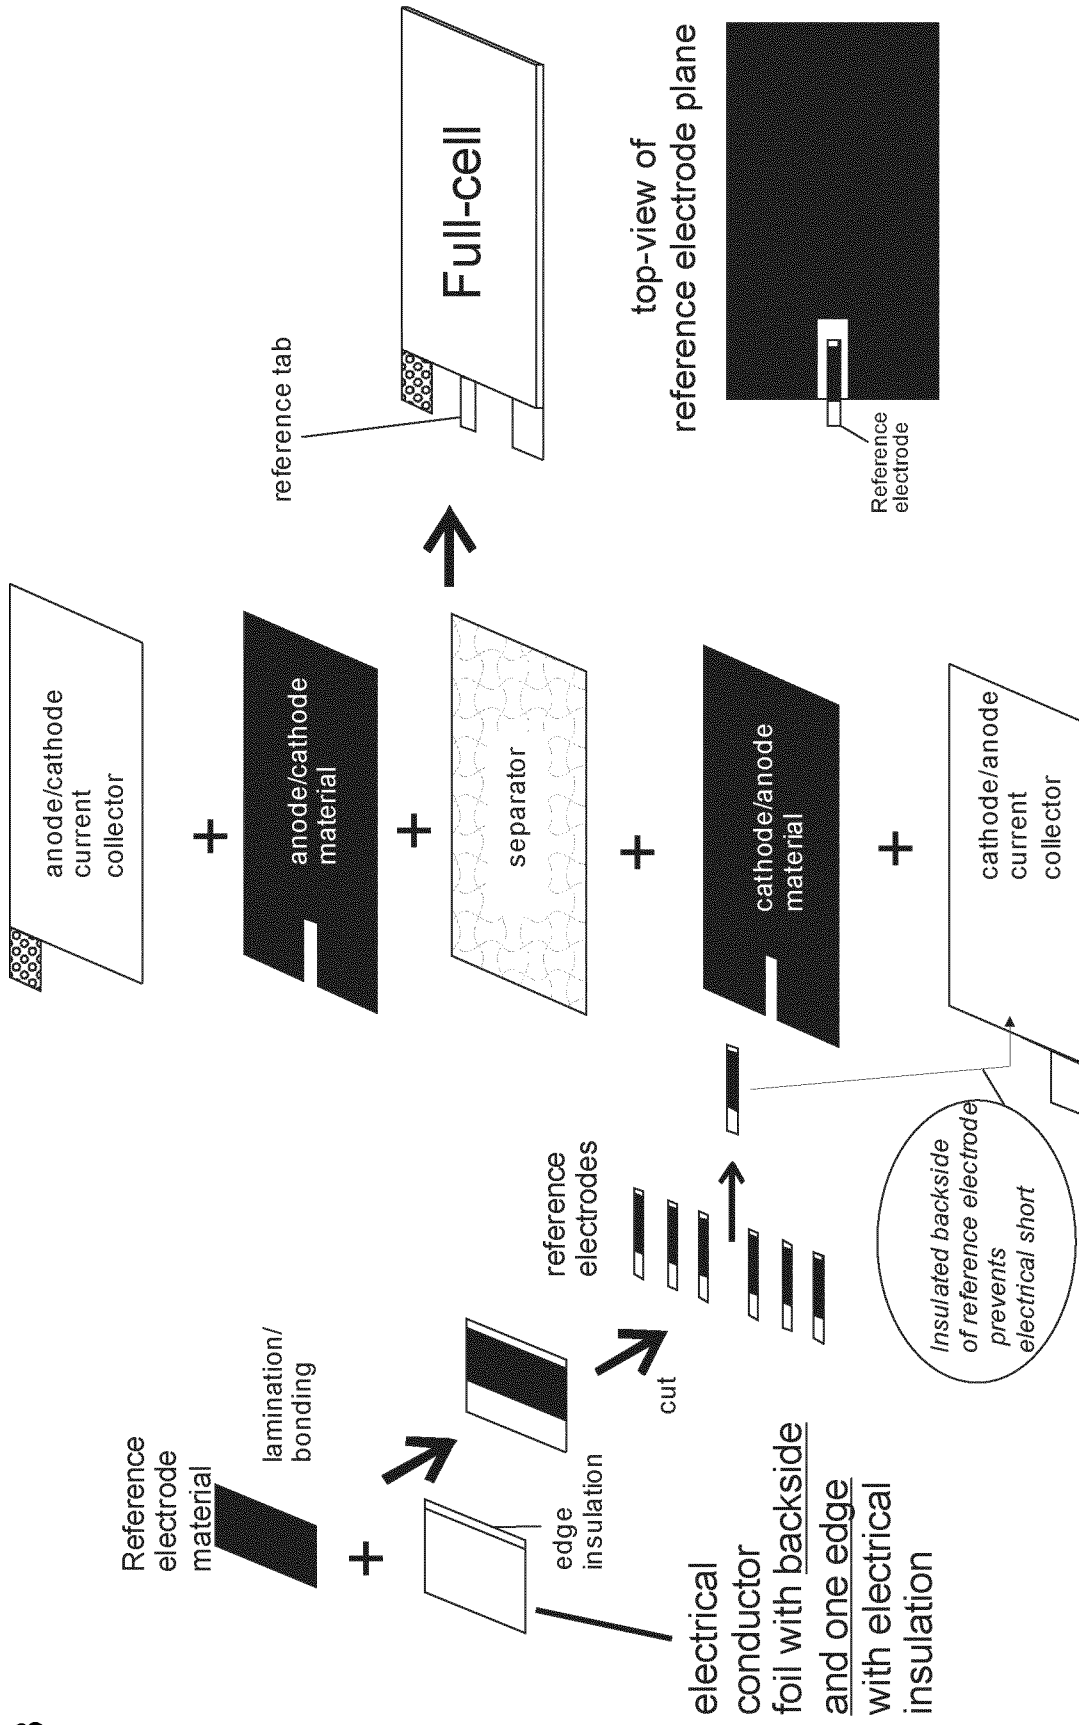 Reference
electrode
material
lamination/
bonding
edge
insulation
electrical
conductor
foil with backside
and one edge
with electrical
insulation
cut
reference
electrodes
Insulated backside
of reference electrode
prevents
electrical short
anode/cathode
current
collector
+
anode/cathode
material
+
separator
+
cathode/anode
material
+
cathode/anode
current
collector
+
reference tab
Full-cell
top-view of
reference electrode plane
Reference
electrode